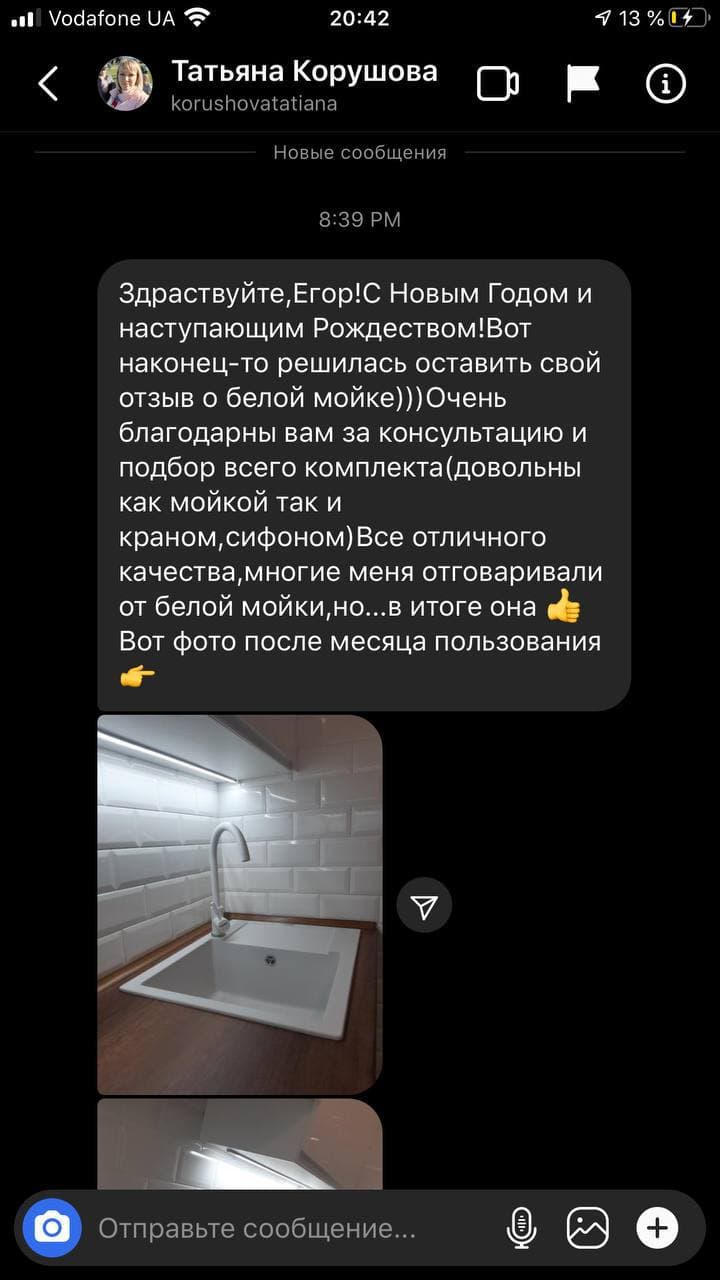 Vodafone UA
20:42
13 %
Татьяна Корушова
korushovatatiana
Новые сообщения
8:39 PM
Здраствуйте,Егор!С Новым Годом и
наступающим Рождеством!Вот
наконец-то решилась оставить свой
отзыв о белой мойке)))Очень
благодарны вам за консультацию и
подбор всего комплекта(довольны
как мойкой так и
краном,сифоном)Все отличного
качества,многие меня отговаривали
от белой мойки,но...в итоге она 👍
Вот фото после месяца пользования
👉
Отправьте сообщение...